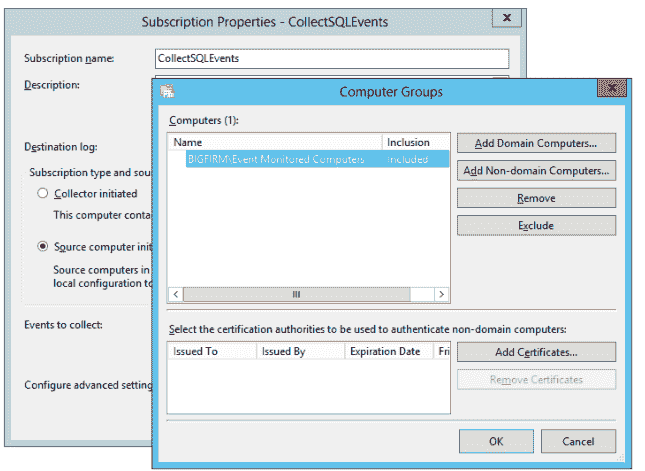 Subscription Properties - CollectSQLEvents
x
Subscription name:
CollectSQLEvents
Description:
Destination log:
Subscription type and sou
Collector initiated
This computer conta
Source computer init
Source computers in
local configuration to
Events to collect:
Configure advanced setting
Computer Groups
x
Computers (1):
Name Inclusion
BIGFIRM\Event Monitored Computers Included
Add Domain Computers...
Add Non-domain Computers...
Remove
Exclude
Select the certification authorities to be used to authenticate non-domain computers:
Issued To Issued By Expiration Date Fri
Add Certificates...
Remove Certificates
OK Cancel